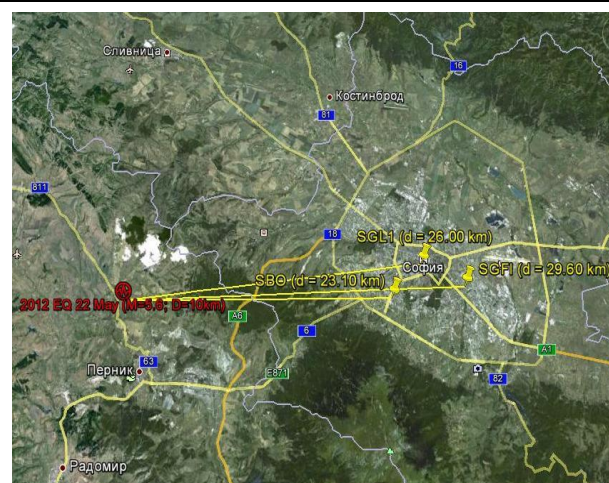 Сливница
16
Костинброд
81
811
18
SGL1 (d = 26.00 km)
София
SGFI (d = 29.60 km)
SBO (d = 23.10 km)
2012 EQ 22 May (M=5.6; D=10km)
A6
6
A1
63
Перник
E871
82
Радомир